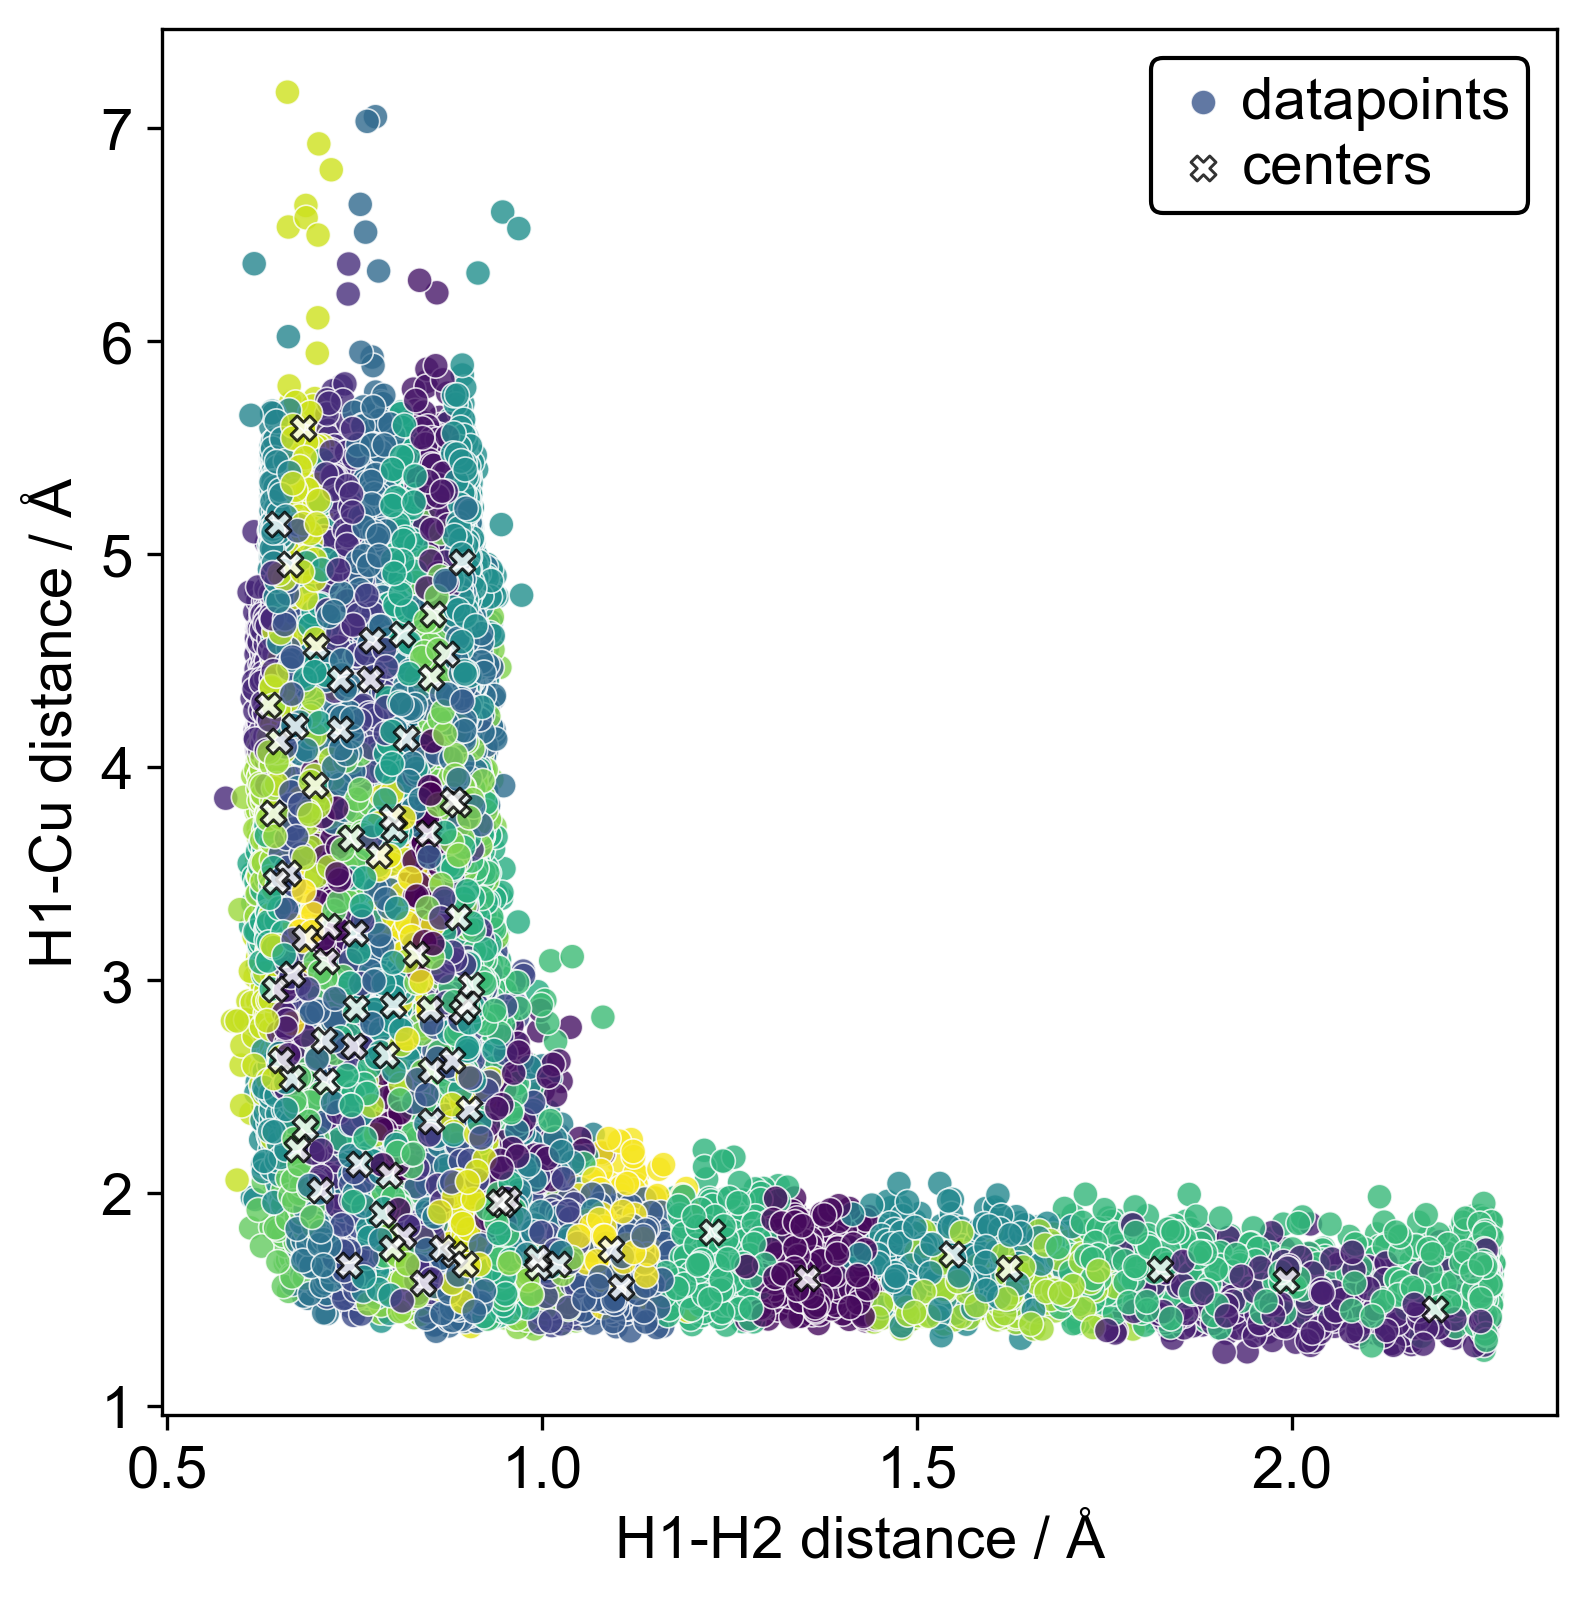 datapoints
centers
7
6
5
4
3
2
1
H1-Cu distance / Å
0.5 1.0 1.5 2.0
H1-H2 distance / Å